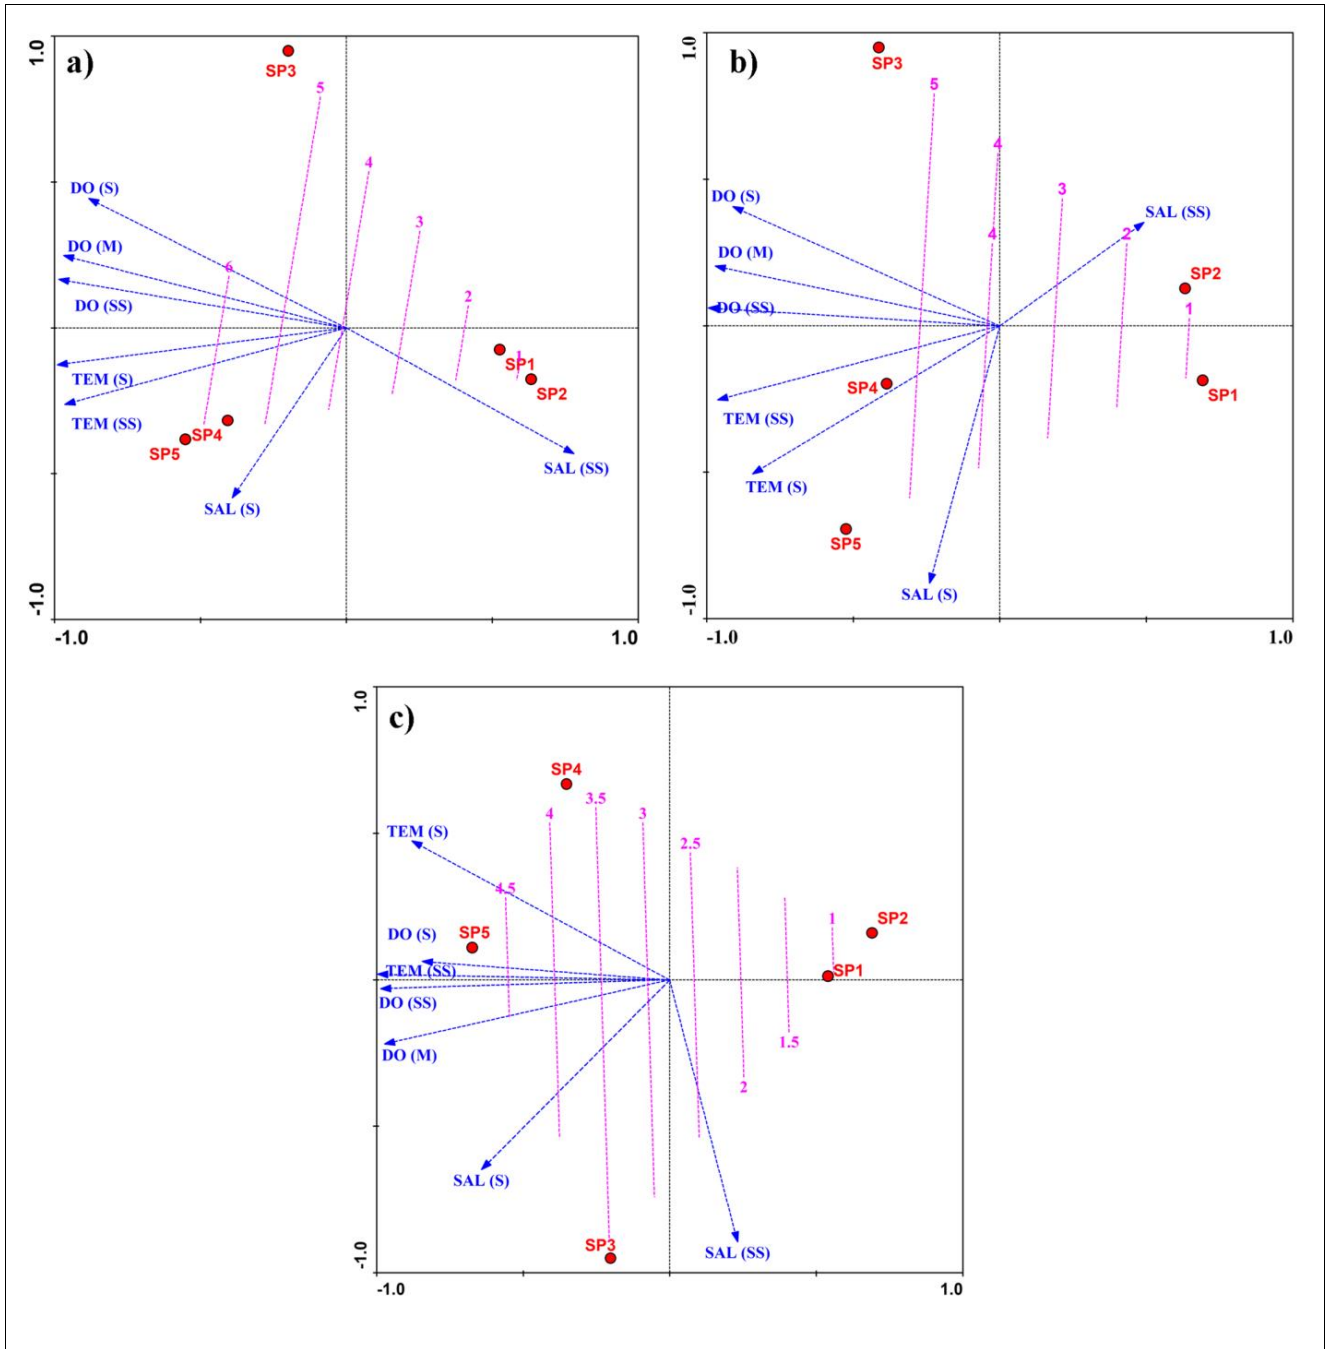 1.0
a)
SP3
5
4
DO (S)
3
DO (M)
6
DO (SS)
2
1
SP1
TEM (S)
SP2
TEM (SS)
SP4
SP5
SAL (SS)
SAL (S)
-1.0
-1.0
1.0
1.0
b)
SP3
5
4
3
DO (S)
SAL (SS)
4
2
DO (M)
SP2
DO (SS)
1
SP4
SP1
TEM (SS)
TEM (S)
SP5
SAL (S)
-1.0
-1.0
1.0
1.0
c)
SP4
3.5
4
3
TEM (S)
2.5
4.5
1
SP2
SP5
DO (S)
TEM (SS)
SP1
DO (SS)
1.5
DO (M)
2
SAL (S)
SP3
SAL (SS)
-1.0
-1.0
1.0